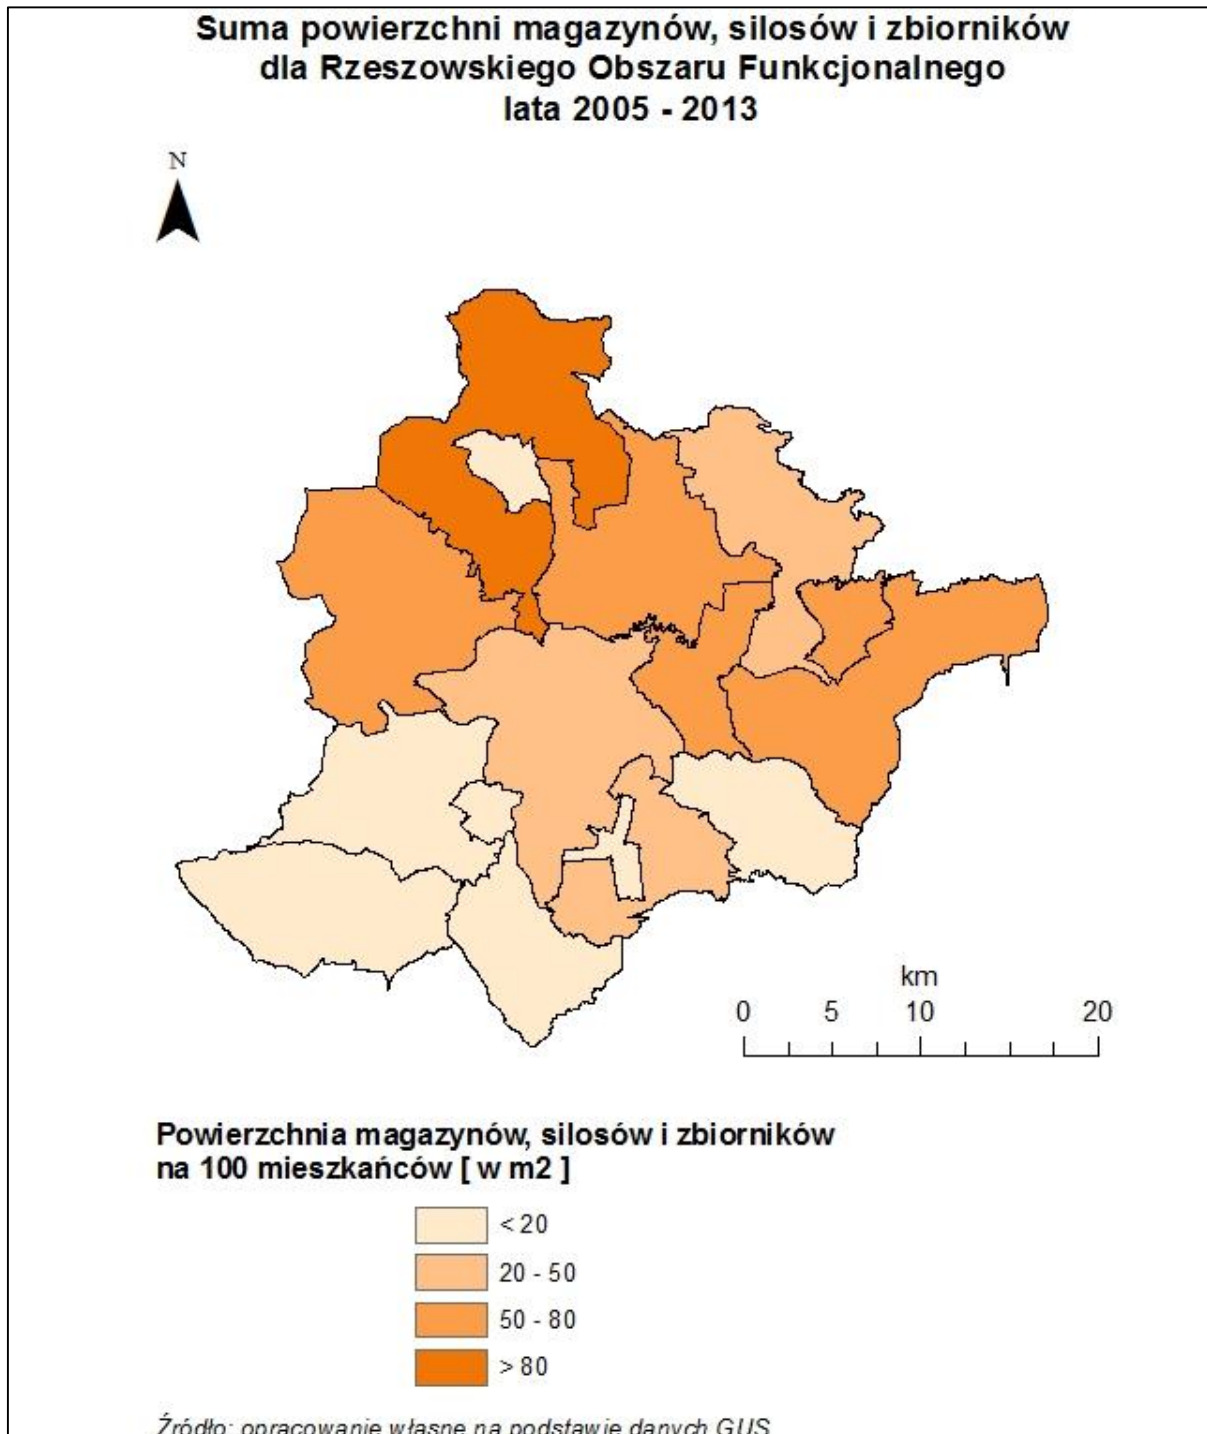 Suma powierzchni magazynów, silosów i zbiorników
dla Rzeszowskiego Obszaru Funkcjonalnego
lata 2005 - 2013
N
km
0 5 10 20
Powierzchnia magazynów, silosów i zbiorników
na 100 mieszkańców [ w m2 ]
< 20
20 - 50
50 - 80
> 80
Źródło: opracowanie własne na podstawie danych GUS